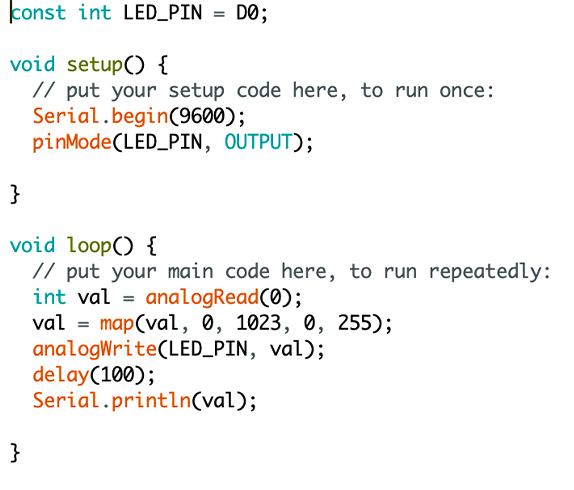 const int LED_PIN = D0;
void setup() {
// put your setup code here, to run once:
Serial.begin(9600);
pinMode(LED_PIN, OUTPUT);
}
void loop() {
// put your main code here, to run repeatedly:
int val = analogRead(0);
val = map(val, 0, 1023, 0, 255);
analogWrite(LED_PIN, val);
delay(100);
Serial.println(val);
}